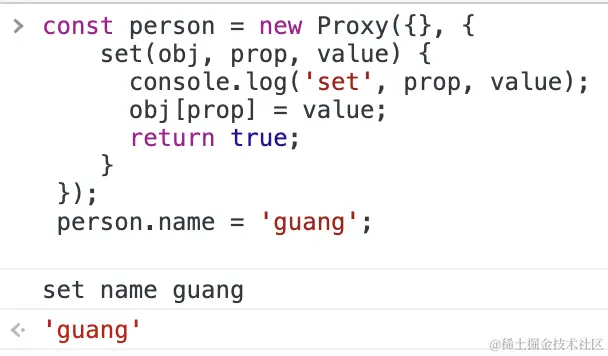 const person = new Proxy({}, {
set(obj, prop, value) {
console.log('set', prop, value);
obj[prop] = value;
return true;
}
});
person.name = 'guang';
set name guang
'guang'
@稀土掘金技术社区